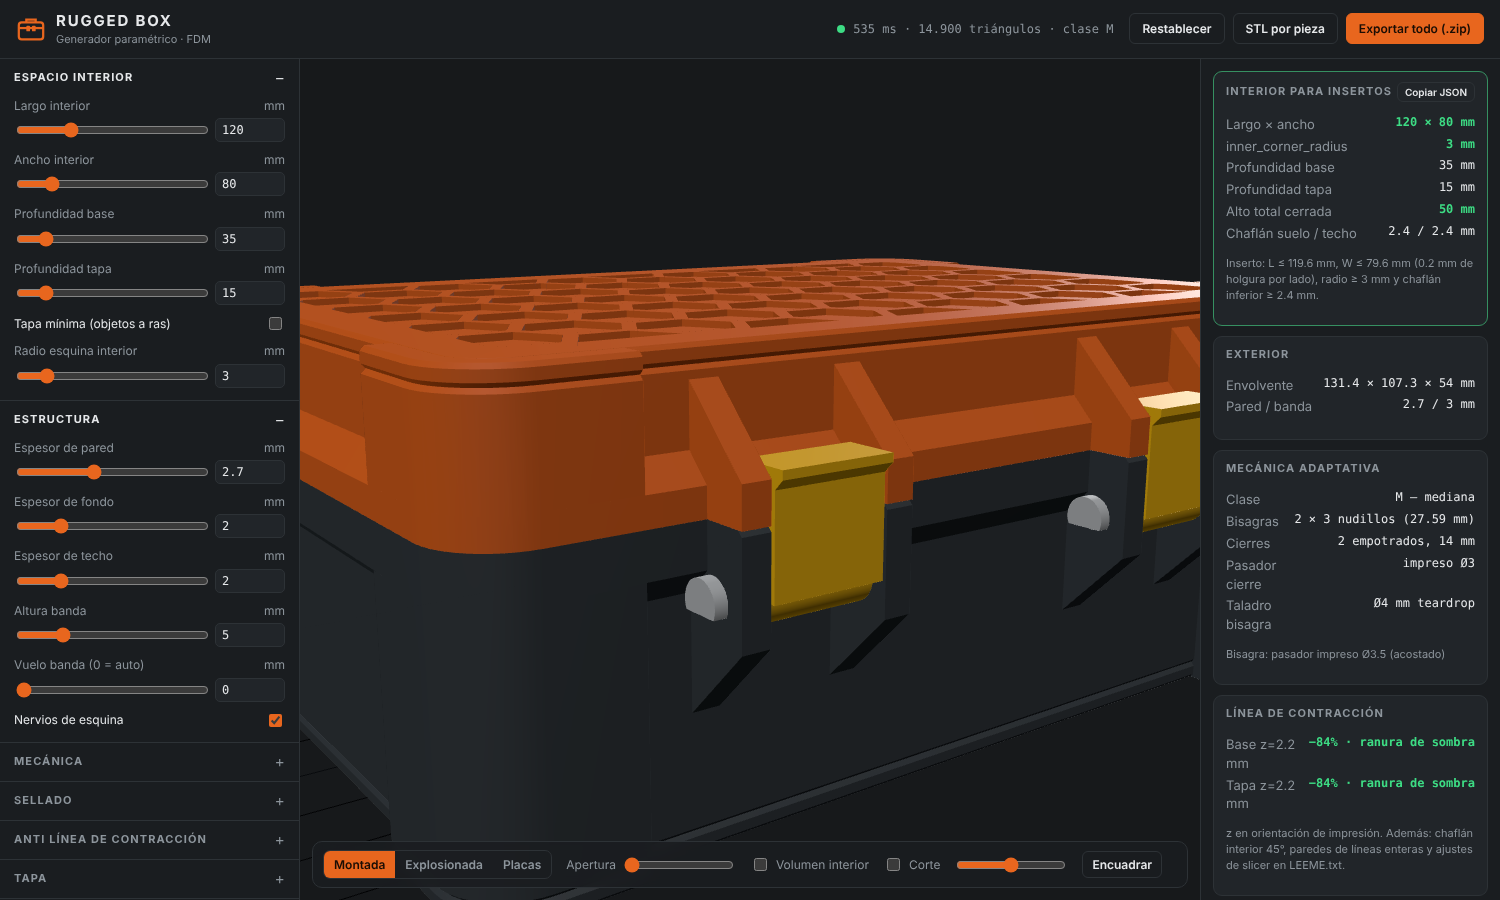 RUGGED BOX
Generador paramétrico · FDM
535 ms · 14.900 triángulos · clase M
Restablecer
STL por pieza
Exportar todo (.zip)
ESPACIO INTERIOR −
Largo interior mm
120
Ancho interior mm
80
Profundidad base mm
35
Profundidad tapa mm
15
Tapa mínima (objetos a ras)
Radio esquina interior mm
3
ESTRUCTURA −
Espesor de pared mm
2.7
Espesor de fondo mm
2
Espesor de techo mm
2
Altura banda mm
5
Vuelo banda (0 = auto) mm
0
Nervios de esquina
MECÁNICA +
SELLADO +
ANTI LÍNEA DE CONTRACCIÓN +
TAPA +
Montada Explosionada Placas Apertura Volumen interior Corte Encuadrar
INTERIOR PARA INSERTOS Copiar JSON
Largo × ancho 120 × 80 mm
inner_corner_radius 3 mm
Profundidad base 35 mm
Profundidad tapa 15 mm
Alto total cerrada 50 mm
Chaflán suelo / techo 2.4 / 2.4 mm
Inserto: L ≤ 119.6 mm, W ≤ 79.6 mm (0.2 mm de
holgura por lado), radio ≥ 3 mm y chaflán
inferior ≥ 2.4 mm.
EXTERIOR
Envolvente 131.4 × 107.3 × 54 mm
Pared / banda 2.7 / 3 mm
MECÁNICA ADAPTATIVA
Clase M — mediana
Bisagras 2 × 3 nudillos (27.59 mm)
Cierres 2 empotrados, 14 mm
Pasador impreso Ø3
cierre
Taladro Ø4 mm teardrop
bisagra
Bisagra: pasador impreso Ø3.5 (acostado)
LÍNEA DE CONTRACCIÓN
Base z=2.2 −84% · ranura de sombra
mm
Tapa z=2.2 −84% · ranura de sombra
mm
z en orientación de impresión. Además: chaflán
interior 45°, paredes de líneas enteras y ajustes
de slicer en LEEME.txt.